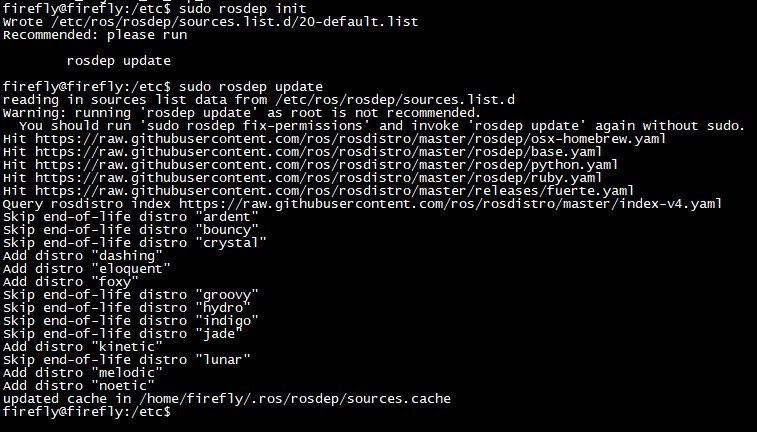 firefly@firefly:/etc$ sudo rosdep init
Wrote /etc/ros/rosdep/sources.list.d/20-default.list
Recommended: please run

        rosdep update

firefly@firefly:/etc$ sudo rosdep update
reading in sources list data from /etc/ros/rosdep/sources.list.d
Warning: running 'rosdep update' as root is not recommended.
  You should run 'sudo rosdep fix-permissions' and invoke 'rosdep update' again without sudo.
Hit https://raw.githubusercontent.com/ros/rosdistro/master/rosdep/osx-homebrew.yaml
Hit https://raw.githubusercontent.com/ros/rosdistro/master/rosdep/base.yaml
Hit https://raw.githubusercontent.com/ros/rosdistro/master/rosdep/python.yaml
Hit https://raw.githubusercontent.com/ros/rosdistro/master/rosdep/ruby.yaml
Hit https://raw.githubusercontent.com/ros/rosdistro/master/releases/fuerte.yaml
Query rosdistro index https://raw.githubusercontent.com/ros/rosdistro/master/index-v4.yaml
Skip end-of-life distro "ardent"
Skip end-of-life distro "bouncy"
Skip end-of-life distro "crystal"
Add distro "dashing"
Add distro "eloquent"
Add distro "foxy"
Skip end-of-life distro "groovy"
Skip end-of-life distro "hydro"
Skip end-of-life distro "indigo"
Skip end-of-life distro "jade"
Add distro "kinetic"
Skip end-of-life distro "lunar"
Add distro "melodic"
Add distro "noetic"
updated cache in /home/firefly/.ros/rosdep/sources.cache
firefly@firefly:/etc$